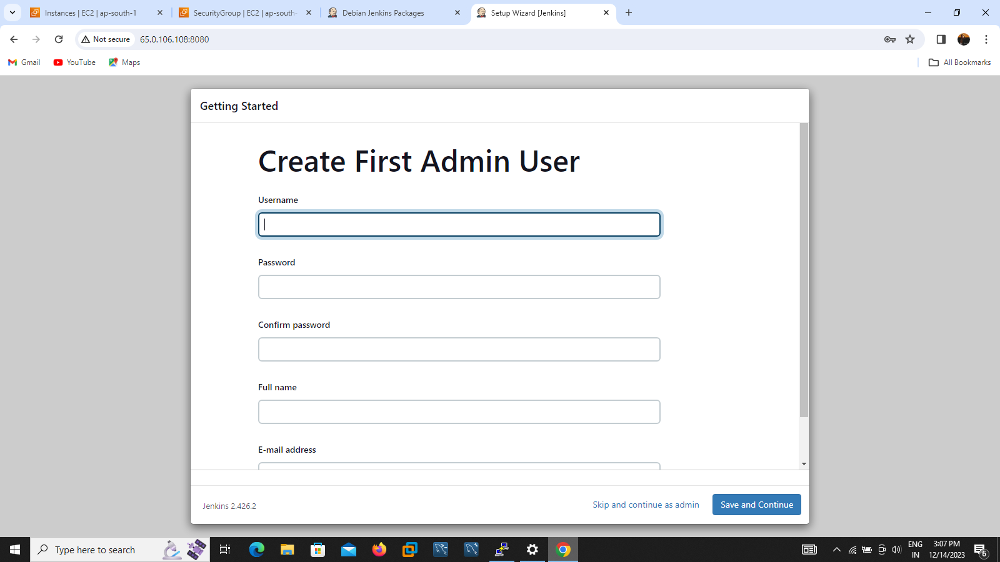 Instances | EC2 | ap-south-1
SecurityGroup | EC2 | ap-south-
Debian Jenkins Packages
Setup Wizard [Jenkins]
Not secure
65.0.106.108:8080
Gmail
YouTube
Maps
All Bookmarks
Getting Started
Create First Admin User
Username
Password
Confirm password
Full name
E-mail address
Jenkins 2.426.2
Skip and continue as admin
Save and Continue
Type here to search
ENG
IN
3:07 PM
12/14/2023
6